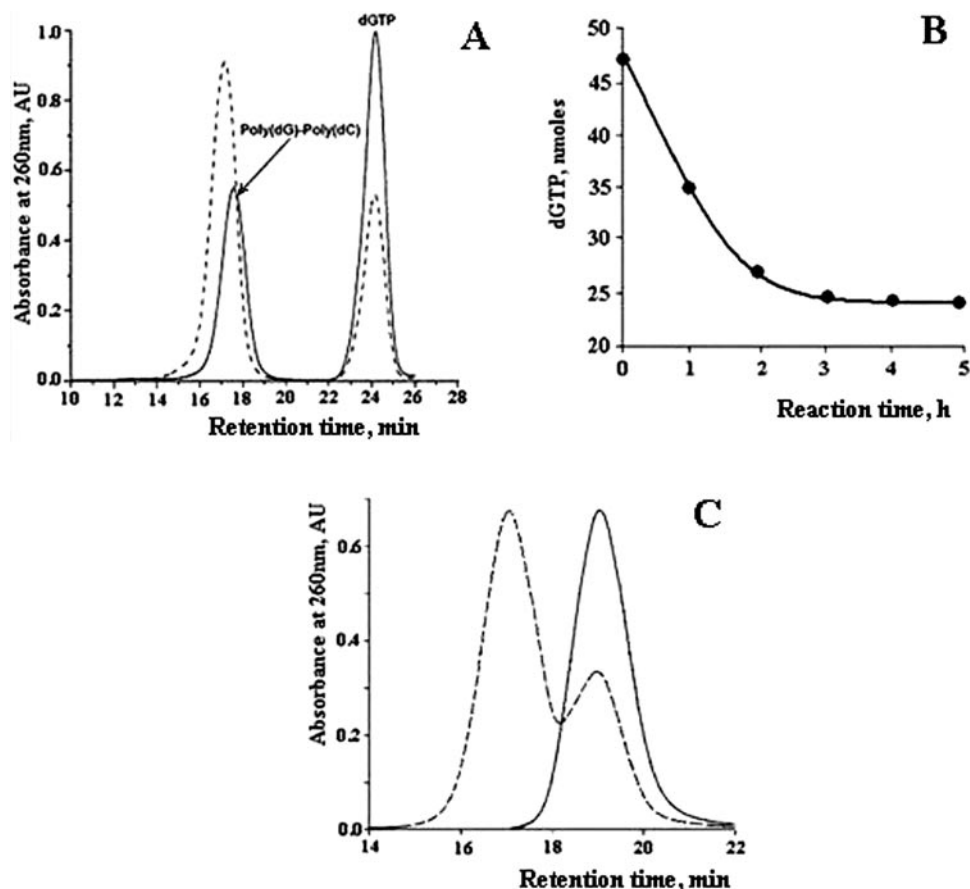 A
dGTP
Poly(dG)-Poly(dC)
Absorbance at 260nm, AU
1.0
0.8
0.6
0.4
0.2
0.0
10 12 14 16 18 20 22 24 26 28
Retention time, min
B
dGTP, nmoles
50
45
35
30
25
20
0 1 2 3 4 5
Reaction time, h
C
Absorbance at 260nm, AU
0.6
0.4
0.2
0.0
14 16 18 20 22
Retention time, min